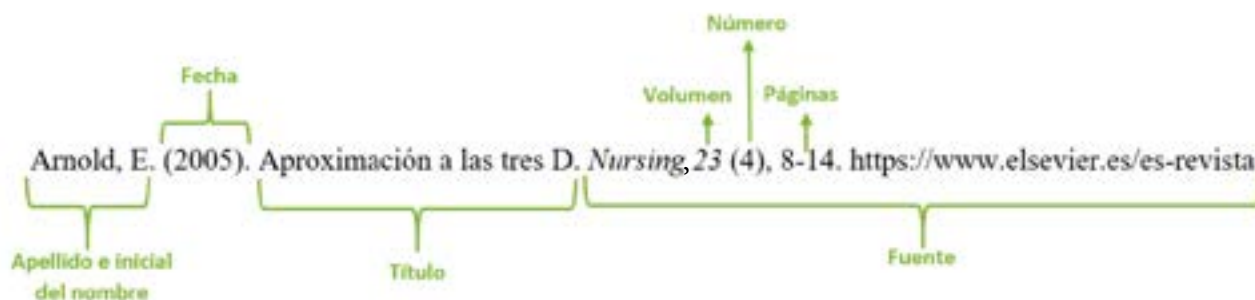 Número
Fecha
Volumen Páginas
Arnold, E. (2005). Aproximación a las tres D. Nursing, 23 (4), 8-14. https://www.elsevier.es/es-revista
Apellido e inicial
del nombre
Título
Fuente